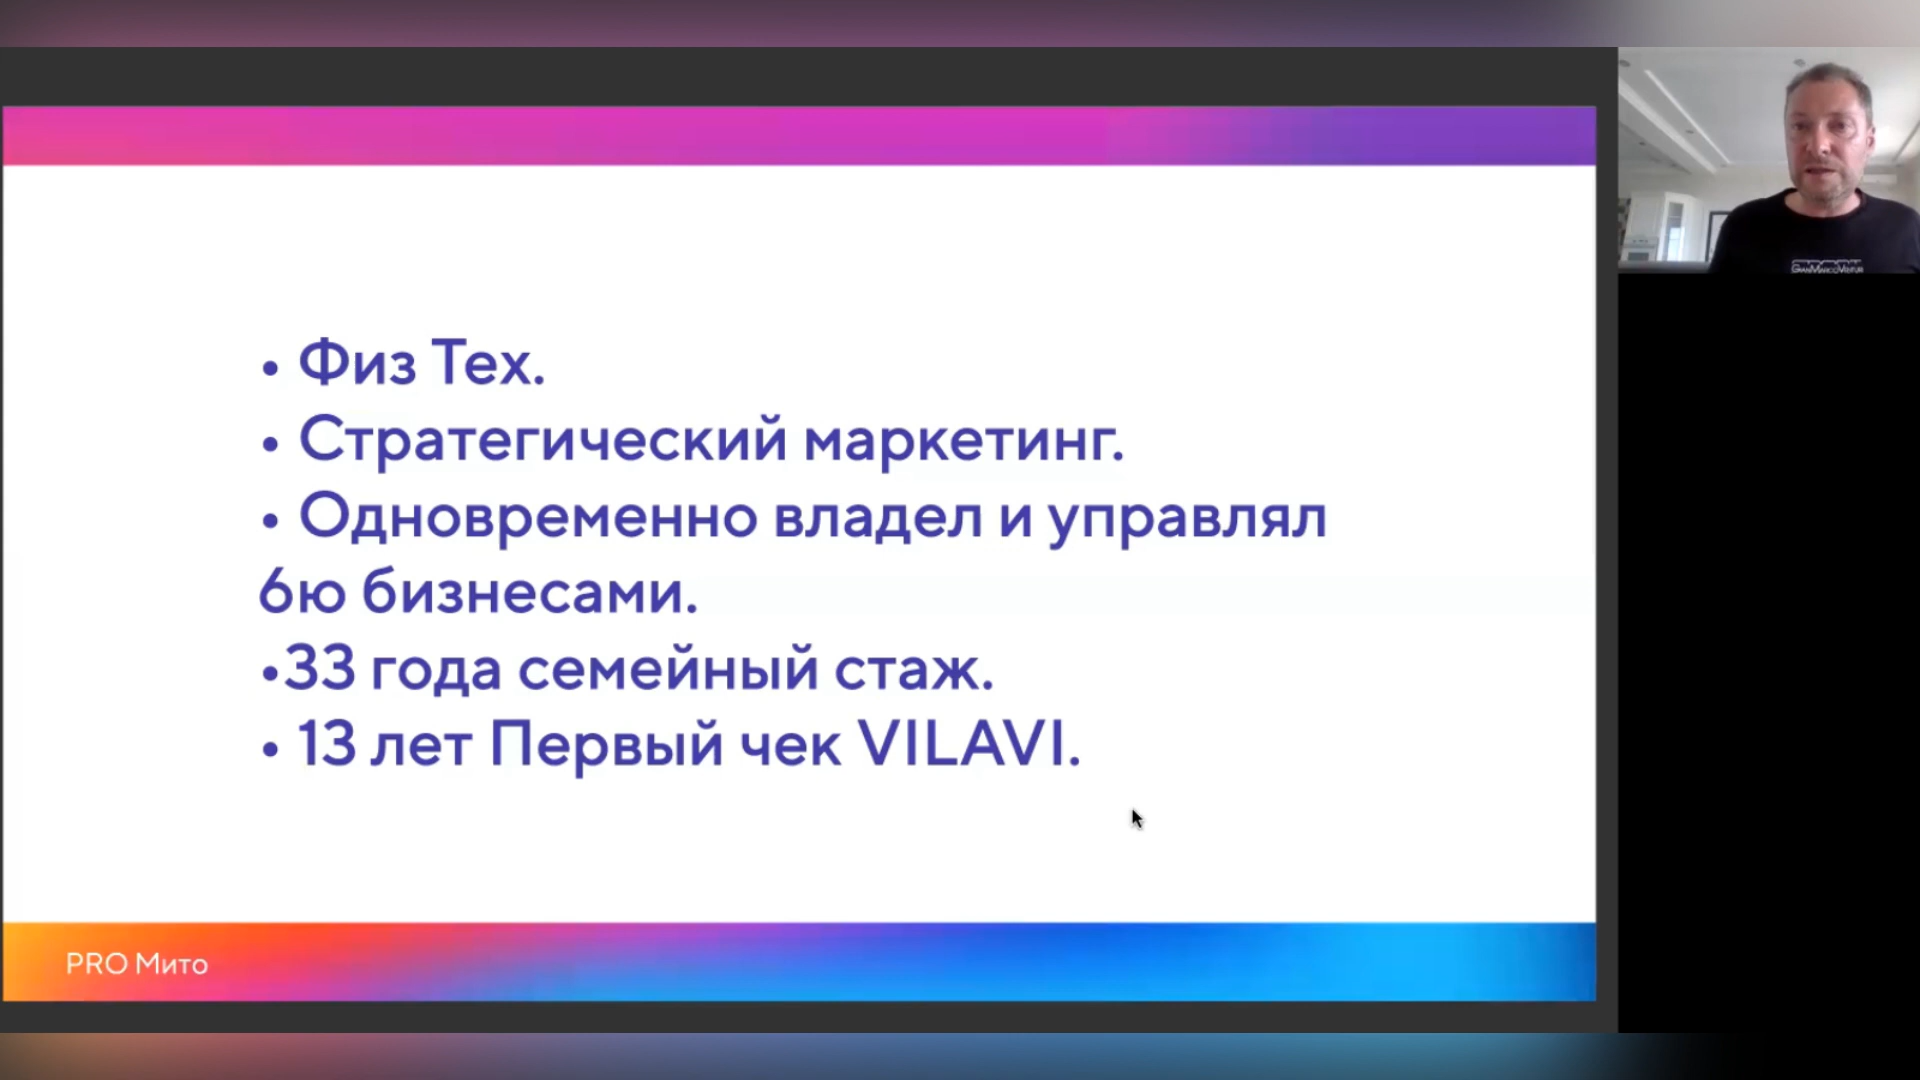 • Физ Тех.
• Стратегический маркетинг.
• Одновременно владел и управлял
6ю бизнесами.
•33 года семейный стаж.
• 13 лет Первый чек VILAVI.
PRO Мито